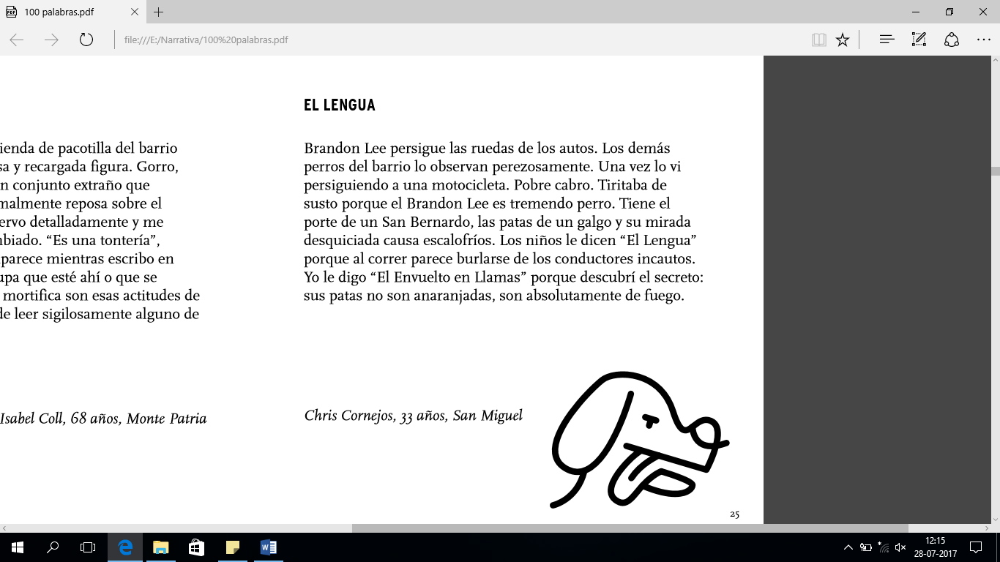 100 palabras.pdf
file:///E:/Narrativa/100%20palabras.pdf
ienda de pacotilla del barrio
sa y recargada figura. Gorro,
n conjunto extraño que
malmente reposa sobre el
ervo detalladamente y me
nbiado. “Es una tontería”,
parece mientras escribo en
upa que esté ahí o que se
mortifica son esas actitudes de
de leer sigilosamente alguno de
Isabel Coll, 68 años, Monte Patria
EL LENGUA
Brandon Lee persigue las ruedas de los autos. Los demás
perros del barrio lo observan perezosamente. Una vez lo vi
persiguiendo a una motocicleta. Pobre cabro. Tiritaba de
susto porque el Brandon Lee es tremendo perro. Tiene el
porte de un San Bernardo, las patas de un galgo y su mirada
desquiciada causa escalofríos. Los niños le dicen “El Lengua”
porque al correr parece burlarse de los conductores incautos.
Yo le digo “El Envuelto en Llamas” porque descubrí el secreto:
sus patas no son anaranjadas, son absolutamente de fuego.
Chris Cornejos, 33 años, San Miguel
25
12:15
28-07-2017